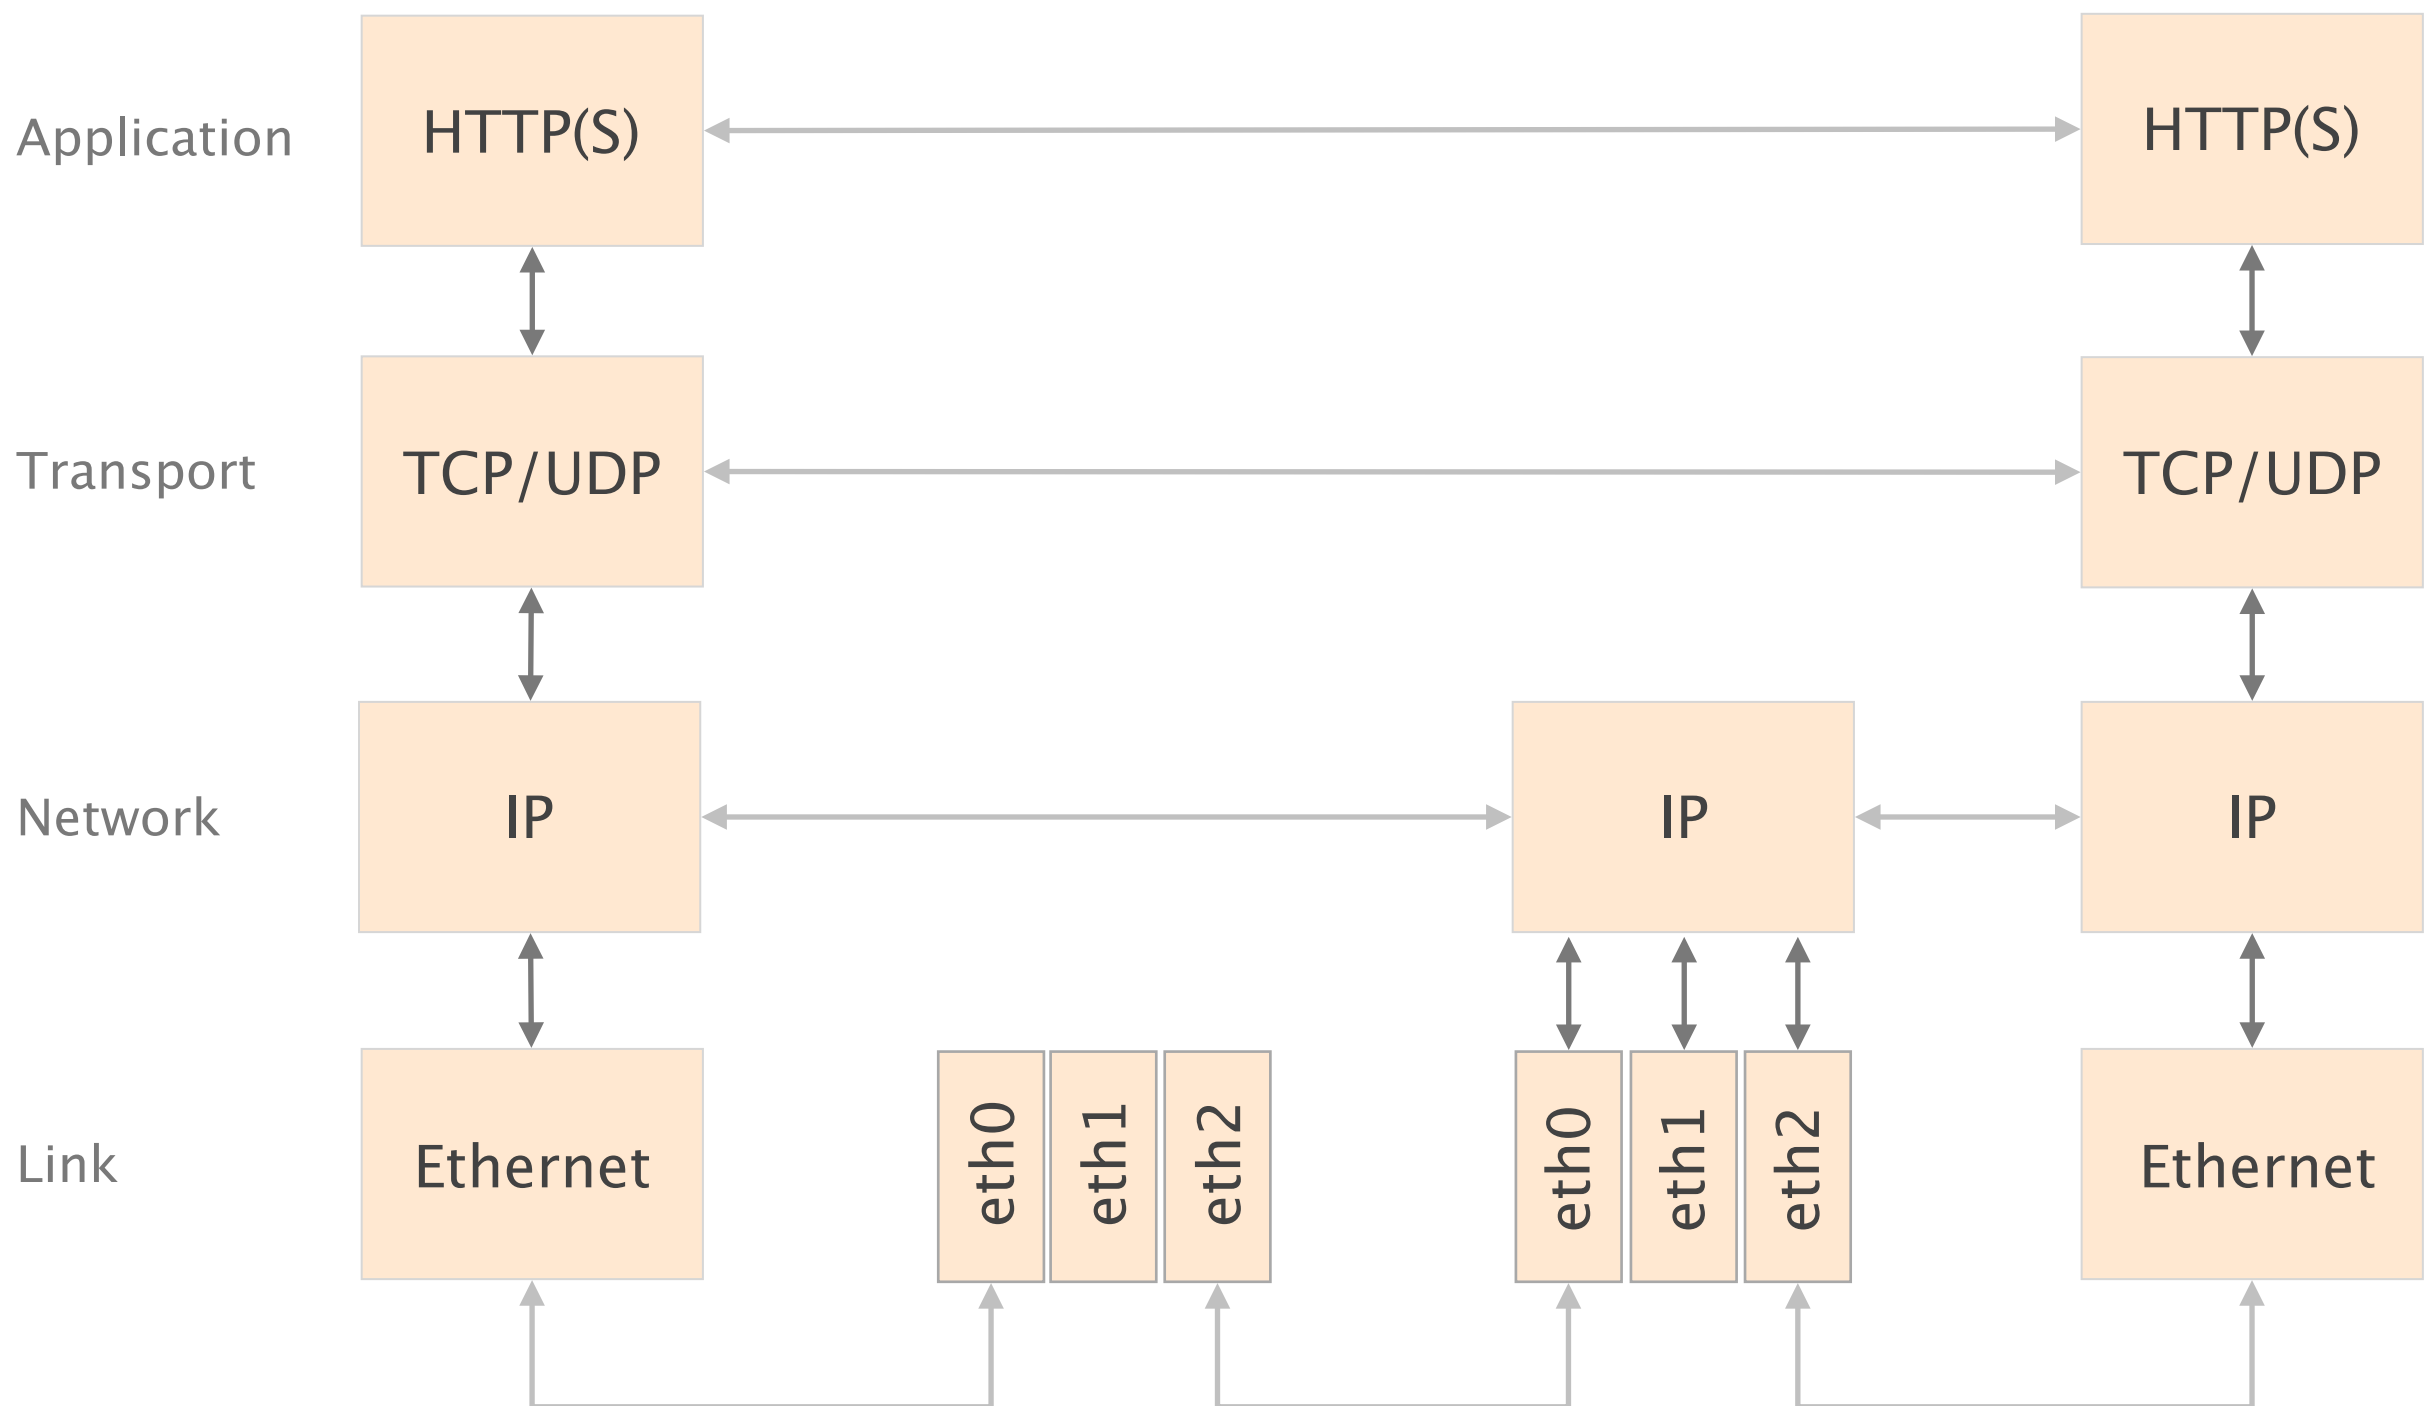 Application
HTTP(S)
HTTP(S)
Transport
TCP/UDP
TCP/UDP
Network
IP
IP
IP
Link
Ethernet
eth0
eth1
eth2
eth0
eth1
eth2
Ethernet